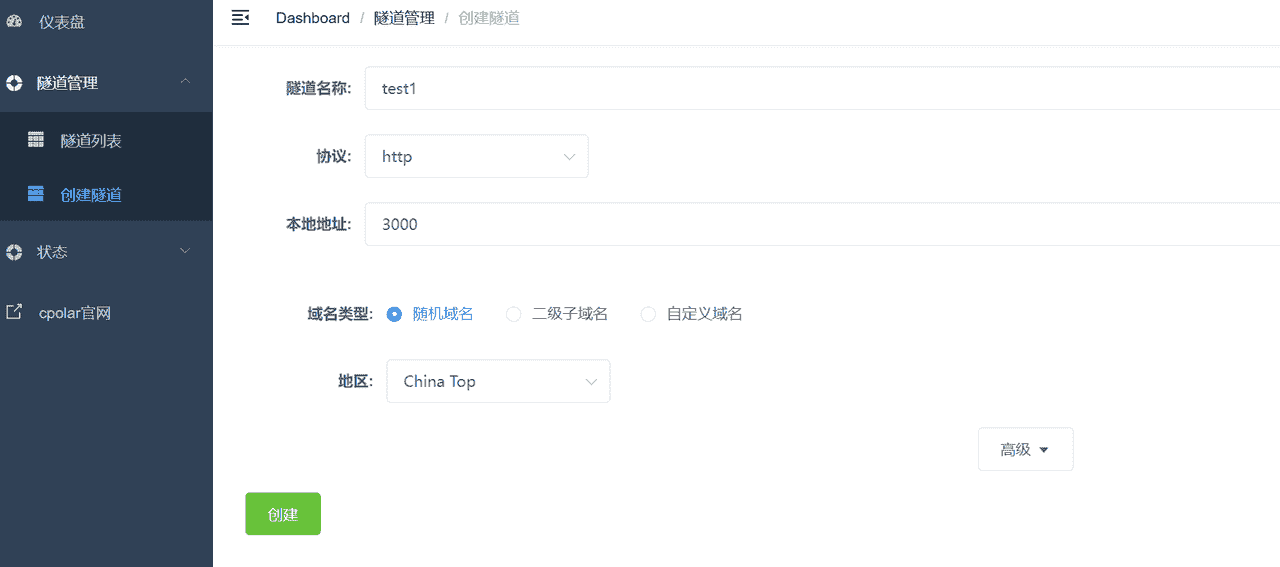 仪表盘
隧道管理
隧道列表
创建隧道
状态
cpolar官网
Dashboard / 隧道管理 / 创建隧道
隧道名称: test1
协议: http
本地地址: 3000
域名类型: 随机域名 二级子域名 自定义域名
地区: China Top
高级
创建